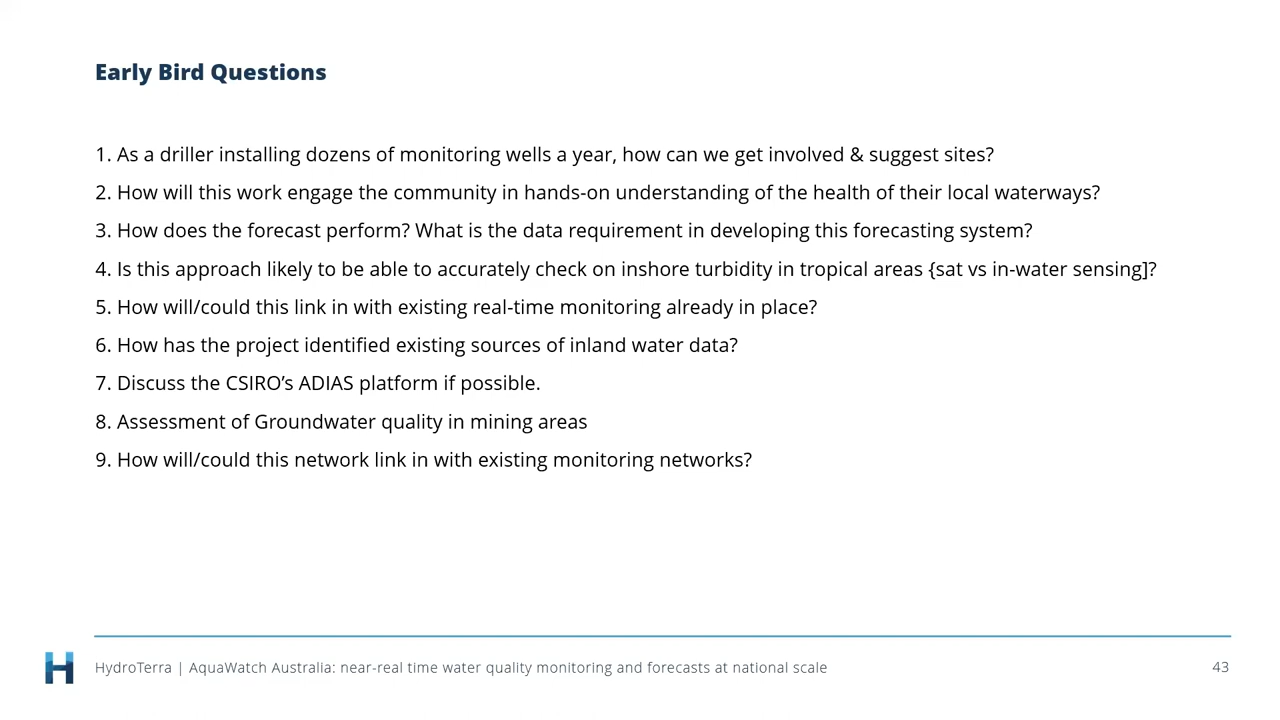 Early Bird Questions
1. As a driller installing dozens of monitoring wells a year, how can we get involved & suggest sites?
2. How will this work engage the community in hands-on understanding of the health of their local waterways?
3. How does the forecast perform? What is the data requirement in developing this forecasting system?
4. Is this approach likely to be able to accurately check on inshore turbidity in tropical areas {sat vs in-water sensing]?
5. How will/could this link in with existing real-time monitoring already in place?
6. How has the project identified existing sources of inland water data?
7. Discuss the CSIRO’s ADIAS platform if possible.
8. Assessment of Groundwater quality in mining areas
9. How will/could this network link in with existing monitoring networks?
HydroTerra | AquaWatch Australia: near-real time water quality monitoring and forecasts at national scale
43